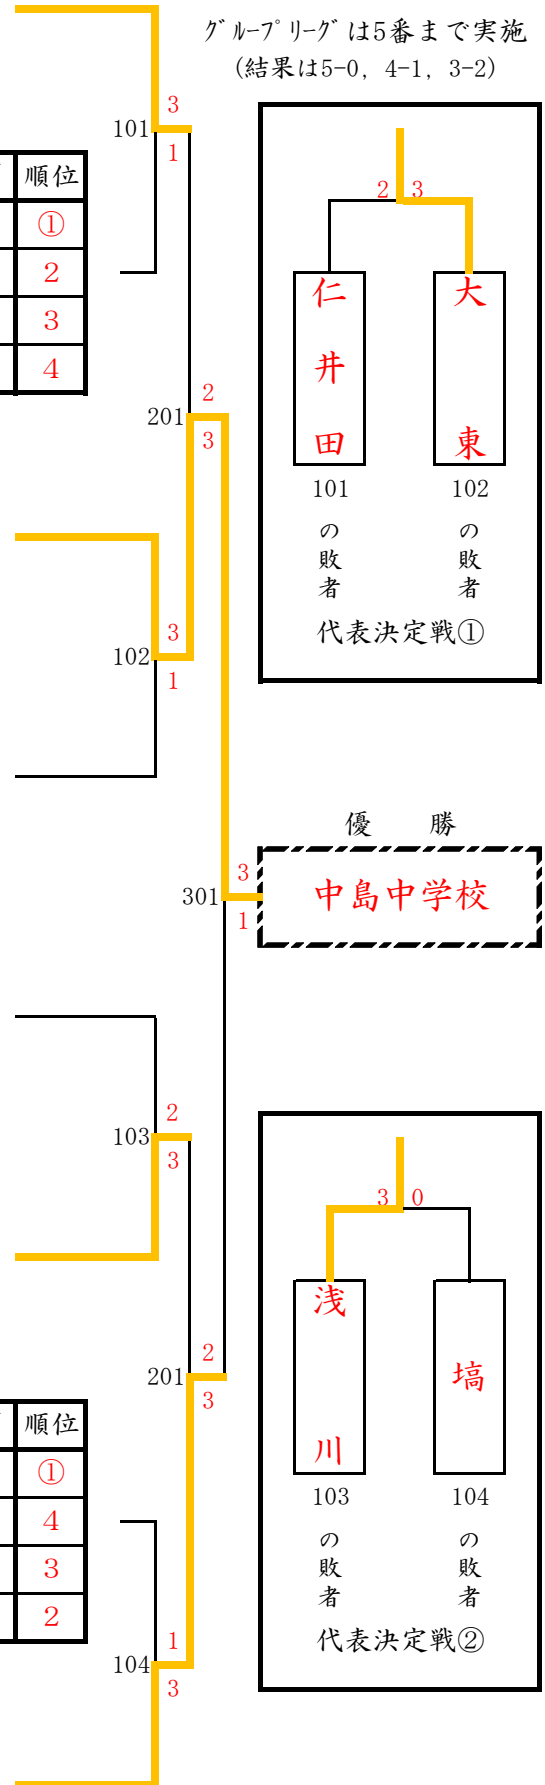 ｸﾞﾙｰﾌﾟﾘｰｸﾞは5番まで実施
(結果は5-0, 4-1, 3-2)
3
101
1
順位
①
2
3
4
2 3
仁井田
大東
101
の敗者
102
の敗者
代表決定戦①
2
201
3
3
102
1
優　勝
3
301
中島中学校
1
2
103
3
3 0
浅川
塙
103
の敗者
104
の敗者
代表決定戦②
2
201
3
順位
①
4
3
2
1
104
3